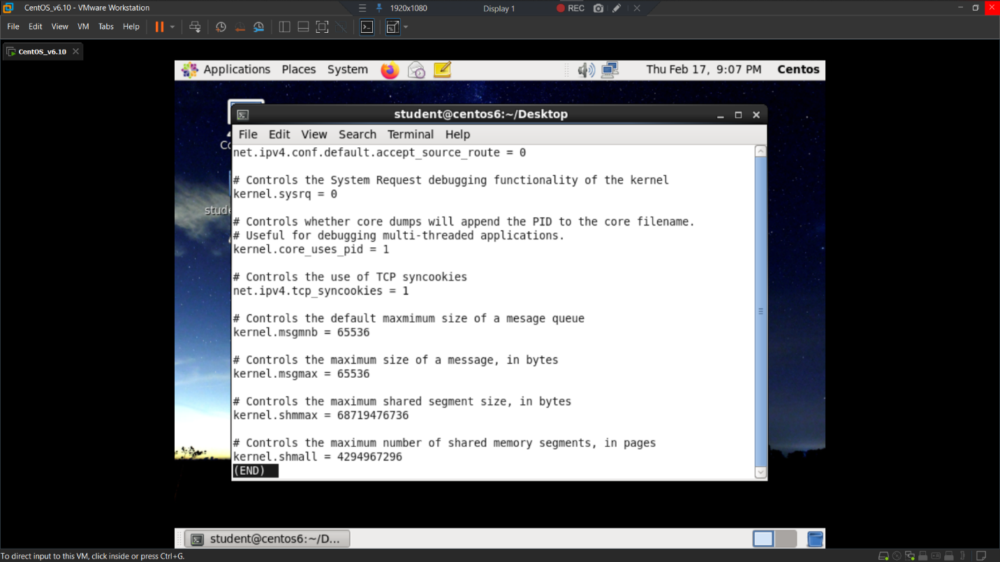 CentOS_v6.10 - VMware Workstation
1920x1080
Display 1
REC
File Edit View VM Tabs Help
CentOS_v6.10
Applications Places System
Thu Feb 17, 9:07 PM Centos
student@centos6:~/Desktop
File Edit View Search Terminal Help
net.ipv4.conf.default.accept_source_route = 0
# Controls the System Request debugging functionality of the kernel
kernel.sysrq = 0
# Controls whether core dumps will append the PID to the core filename.
# Useful for debugging multi-threaded applications.
kernel.core_uses_pid = 1
# Controls the use of TCP syncookies
net.ipv4.tcp_syncookies = 1
# Controls the default maxmimum size of a mesage queue
kernel.msgmnb = 65536
# Controls the maximum size of a message, in bytes
kernel.msgmax = 65536
# Controls the maximum shared segment size, in bytes
kernel.shmmax = 68719476736
# Controls the maximum number of shared memory segments, in pages
kernel.shmall = 4294967296
(END)
student@centos6:~/D...
To direct input to this VM, click inside or press Ctrl+G.